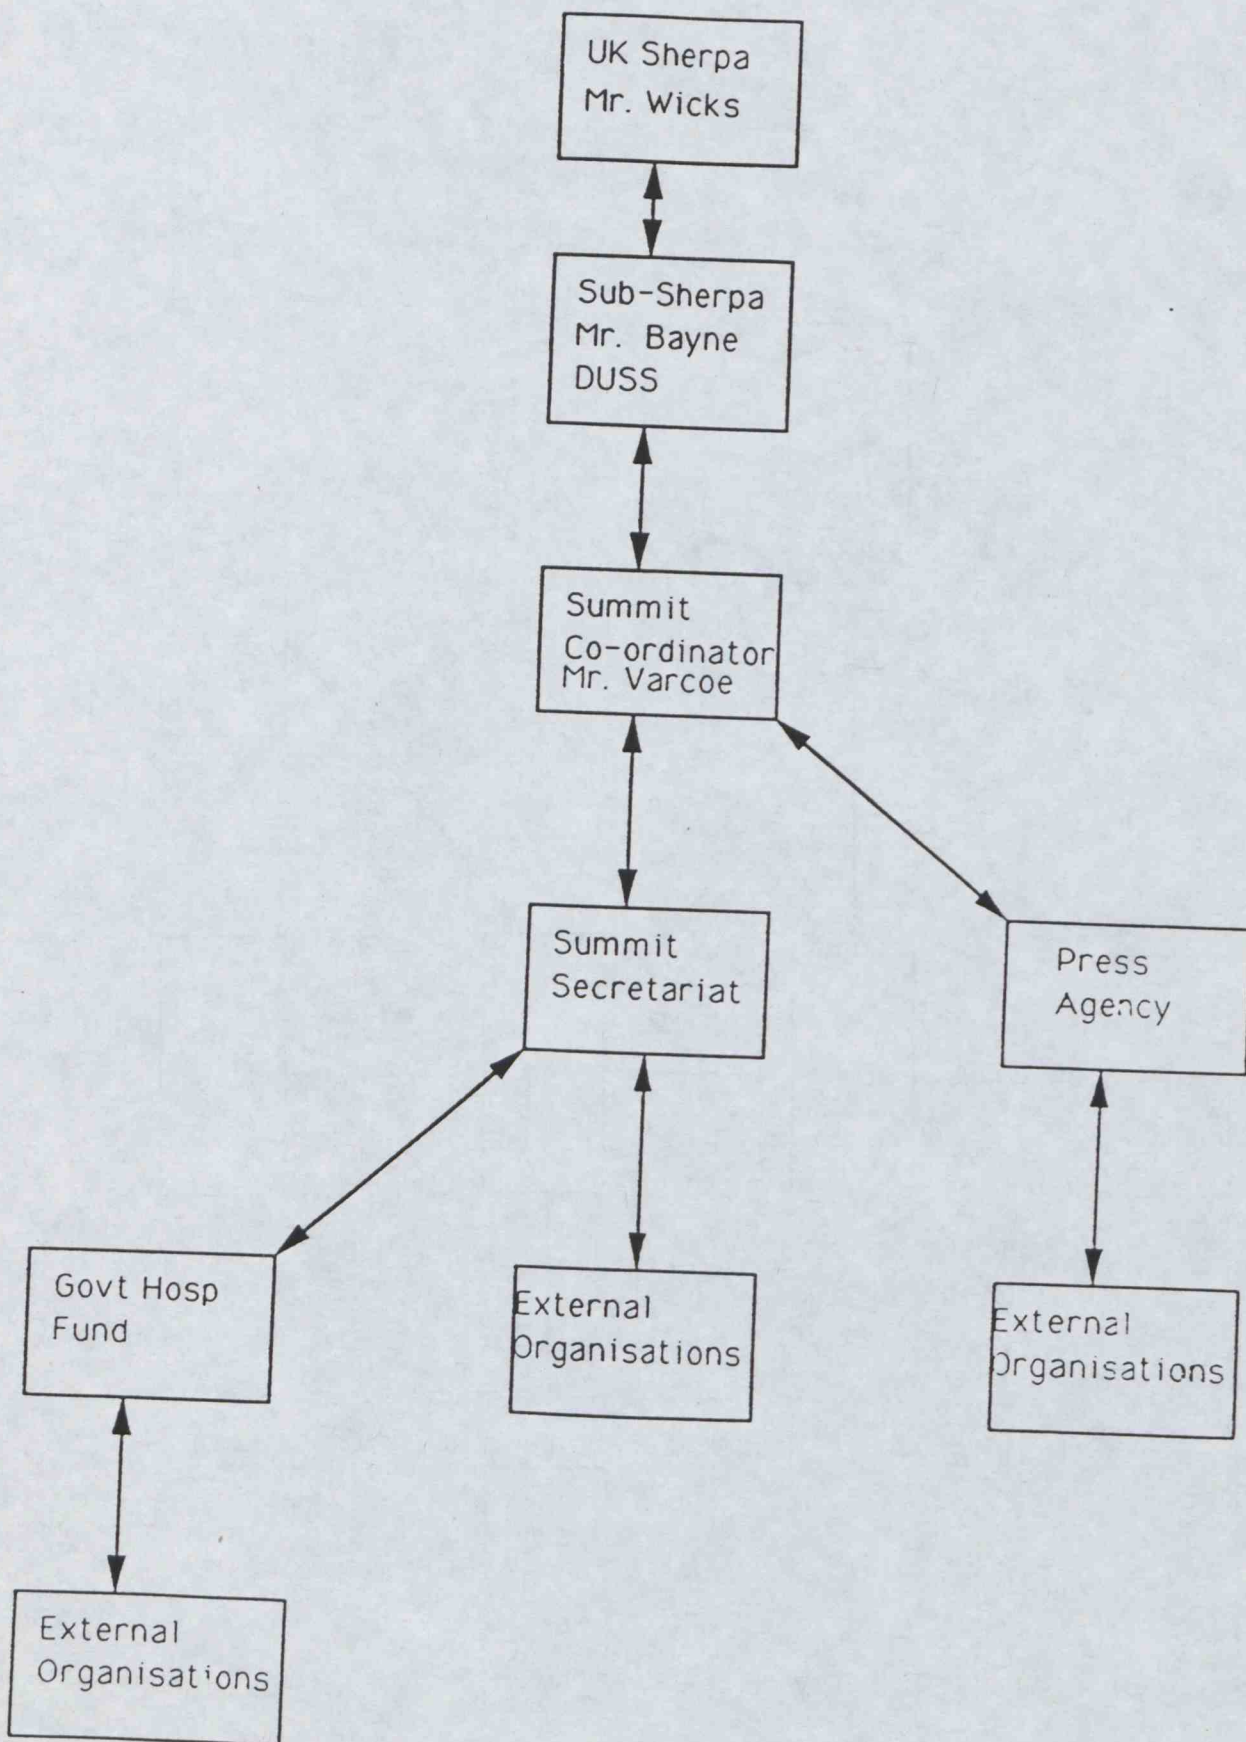 UK Sherpa
Mr. Wicks
Sub-Sherpa
Mr. Bayne
DUSS
Summit
Co-ordinator
Mr. Varcoe
Summit
Secretariat
Press
Agency
Govt Hosp
Fund
External
Organisations
External
Organisations
External
Organisations